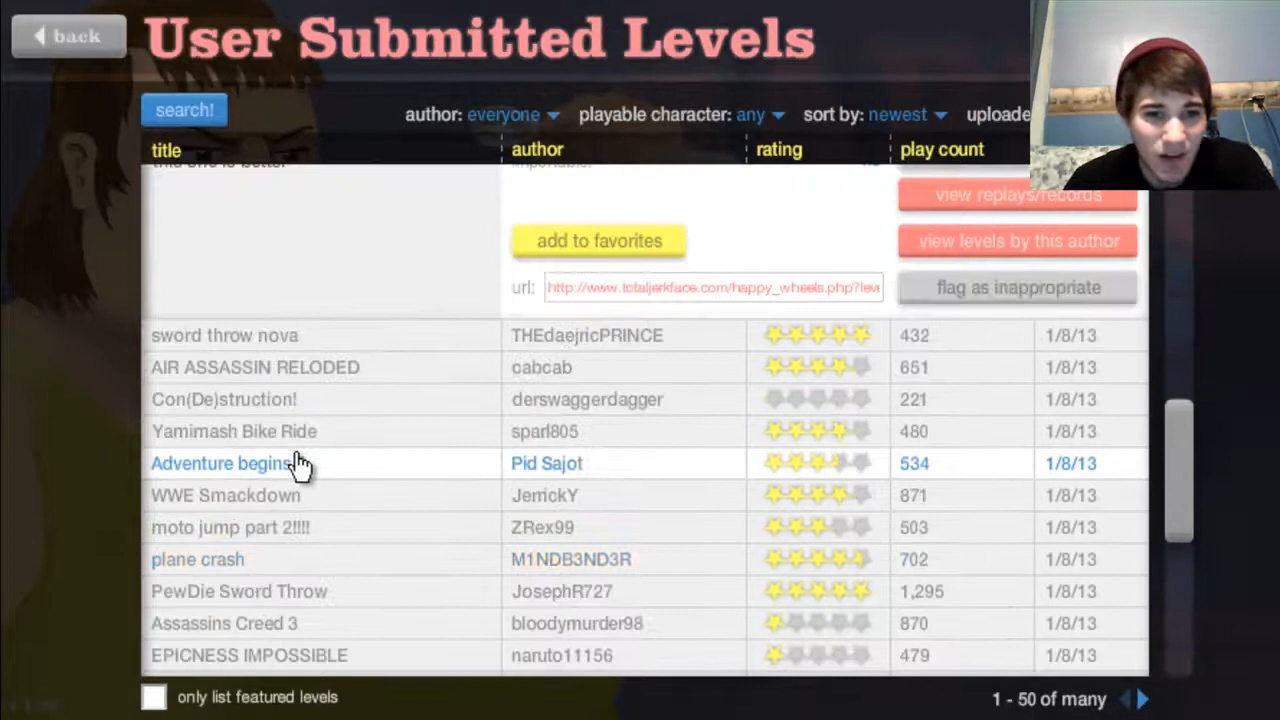 back
User Submitted Levels
search!
author: everyone playable character: any sort by: newest uploade
title author rating play count
this one is better
importable:
view replays/records
add to favorites
view levels by this author
url: http://www.totaljerkface.com/happy_wheels.php?lev
flag as inappropriate
sword throw nova THEdaejricPRINCE 432 1/8/13
AIR ASSASSIN RELODED cabcab 651 1/8/13
Con(De)struction! derswaggerdagger 221 1/8/13
Yamimash Bike Ride sparl805 480 1/8/13
Adventure begins Pid Sajot 534 1/8/13
WWE Smackdown JerrickY 871 1/8/13
moto jump part 2!!!! ZRex99 503 1/8/13
plane crash M1NDB3ND3R 702 1/8/13
PewDie Sword Throw JosephR727 1,295 1/8/13
Assassins Creed 3 bloodymurder98 870 1/8/13
EPICNESS IMPOSSIBLE naruto11156 479 1/8/13
only list featured levels
1 - 50 of many